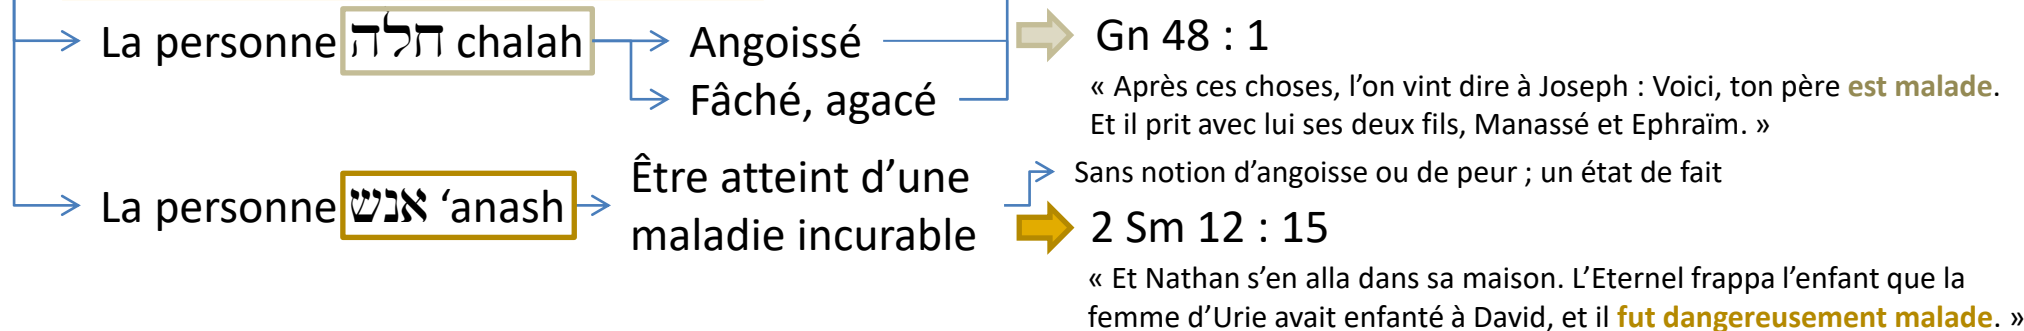 La personne חלה chalah
Angoissé
Fâché, agacé
Gn 48 : 1
« Après ces choses, l’on vint dire à Joseph : Voici, ton père est malade.
Et il prit avec lui ses deux fils, Manassé et Ephraïm. »
La personne אנש ‘anash
Être atteint d’une
maladie incurable
Sans notion d’angoisse ou de peur ; un état de fait
2 Sm 12 : 15
« Et Nathan s’en alla dans sa maison. L’Eternel frappa l’enfant que la
femme d’Urie avait enfanté à David, et il fut dangereusement malade. »